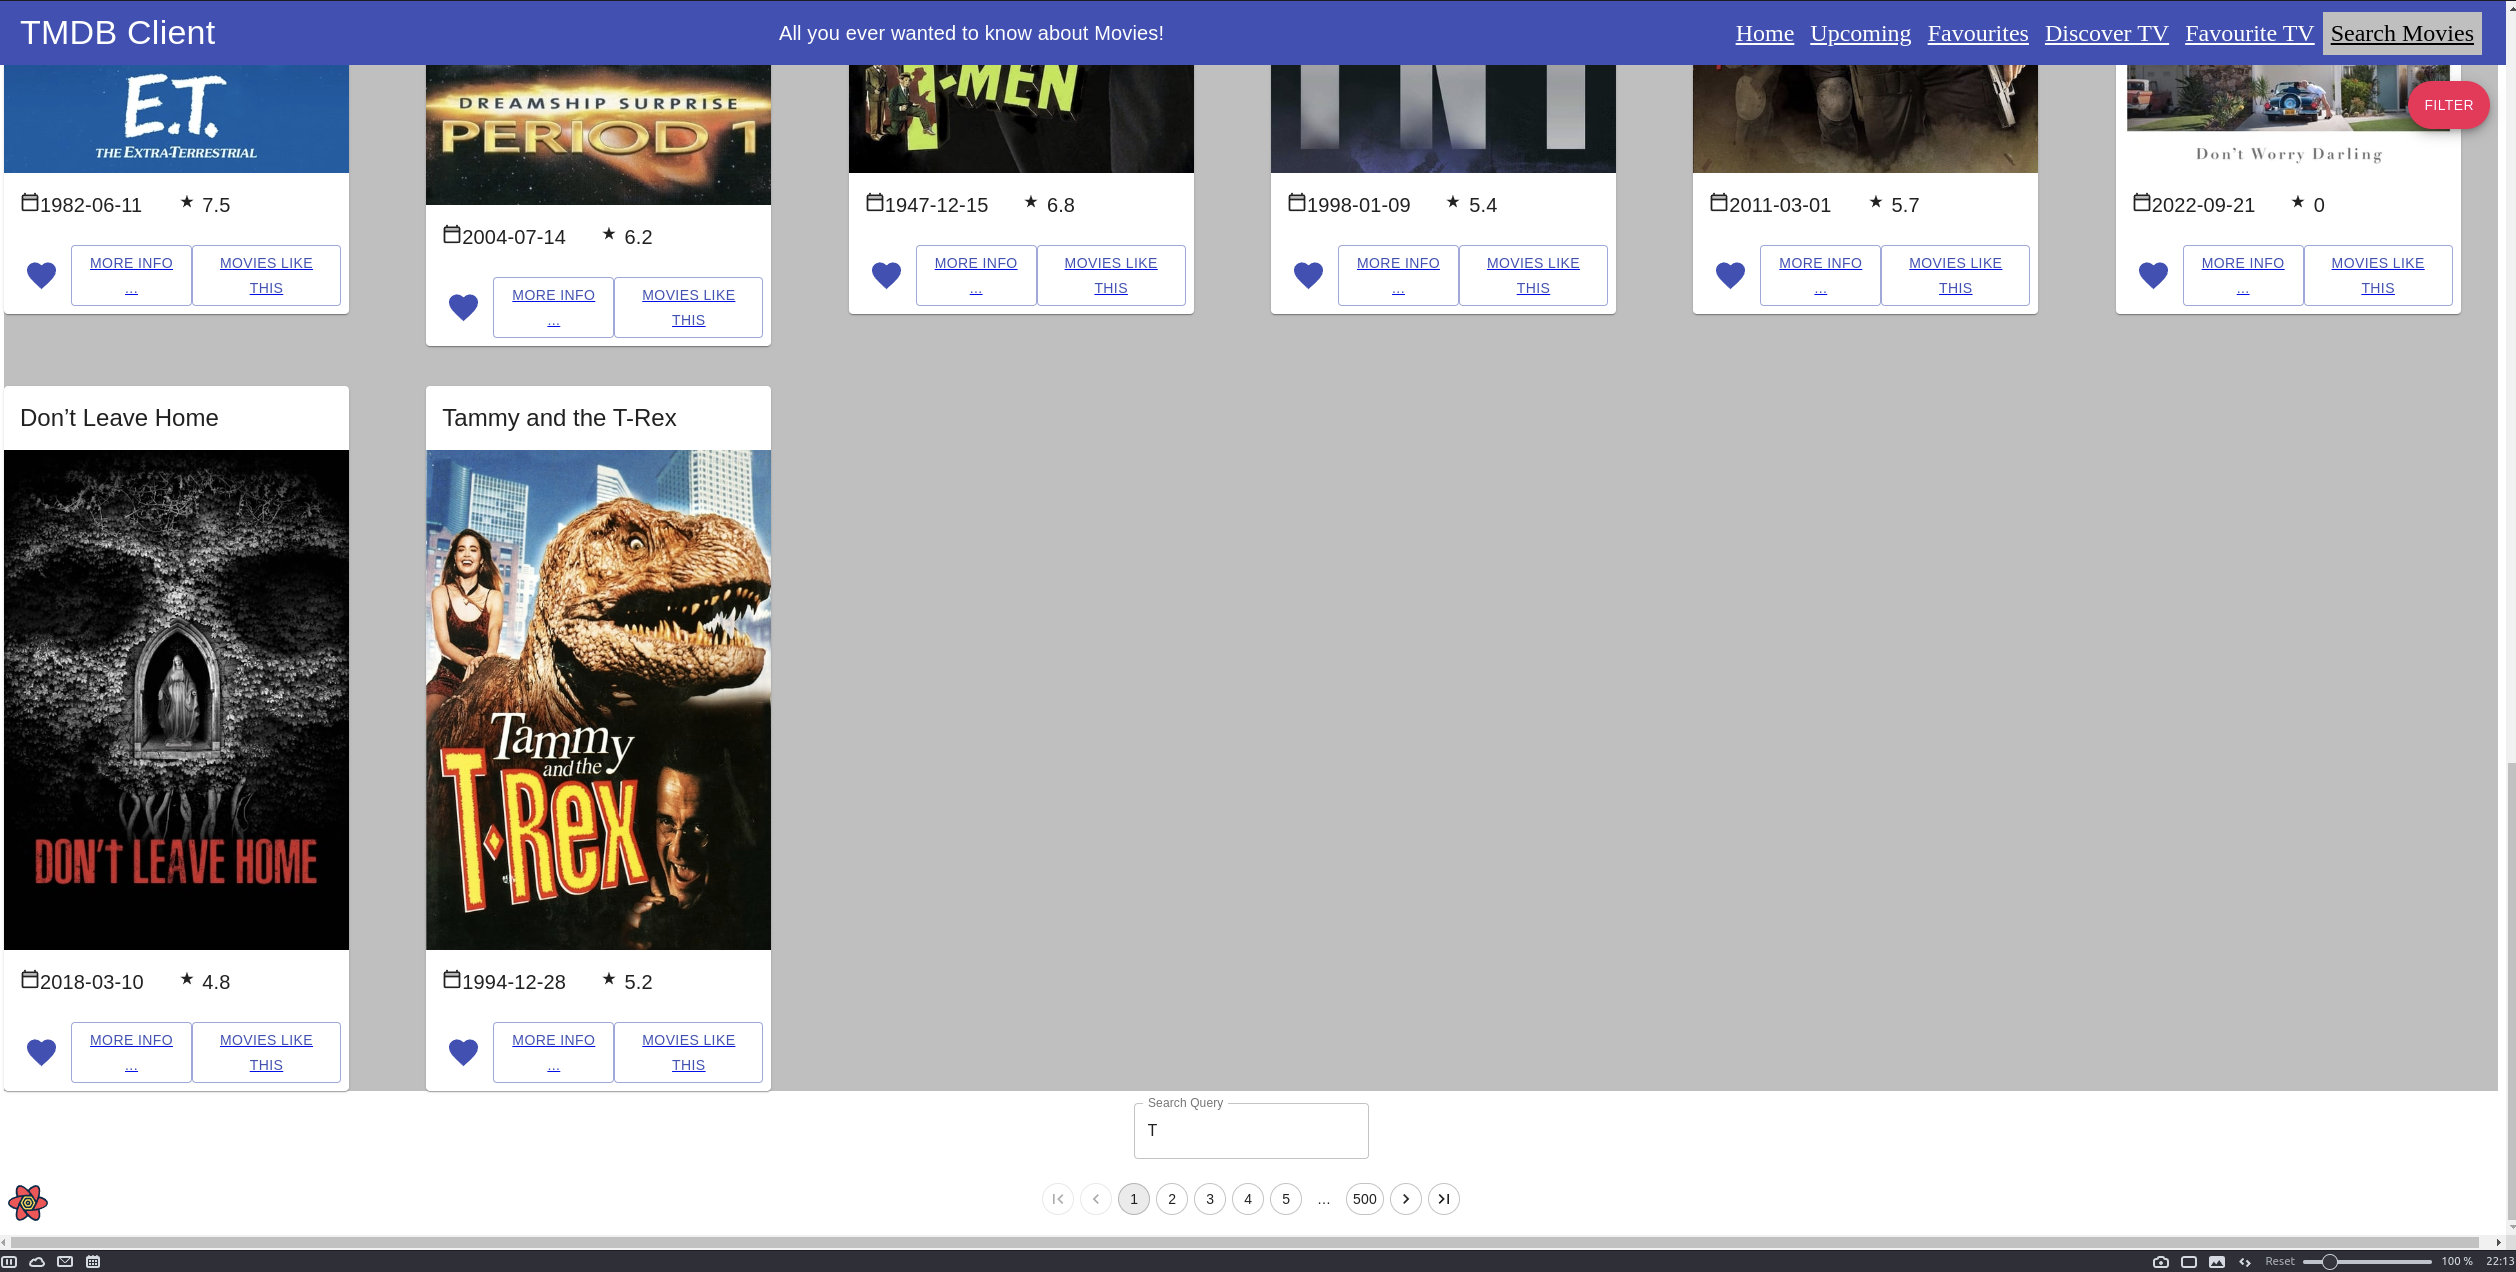 TMDB Client
All you ever wanted to know about Movies!
Home Upcoming Favourites Discover TV Favourite TV Search Movies
FILTER
E.T.
THE EXTRA-TERRESTRIAL
DREAMSHIP SURPRISE
PERIOD 1
T-MEN
Don't Worry Darling
1982-06-11 ★ 7.5
2004-07-14 ★ 6.2
1947-12-15 ★ 6.8
1998-01-09 ★ 5.4
2011-03-01 ★ 5.7
2022-09-21 ★ 0
MORE INFO
...
MOVIES LIKE
THIS
MORE INFO
...
MOVIES LIKE
THIS
MORE INFO
...
MOVIES LIKE
THIS
MORE INFO
...
MOVIES LIKE
THIS
MORE INFO
...
MOVIES LIKE
THIS
MORE INFO
...
MOVIES LIKE
THIS
Don’t Leave Home
DON't LEAVE HOME
2018-03-10 ★ 4.8
MORE INFO
...
MOVIES LIKE
THIS
Tammy and the T-Rex
Tammy
and the
T-Rex
1994-12-28 ★ 5.2
MORE INFO
...
MOVIES LIKE
THIS
Search Query
T
1 2 3 4 5 … 500
Reset 100 % 22:13